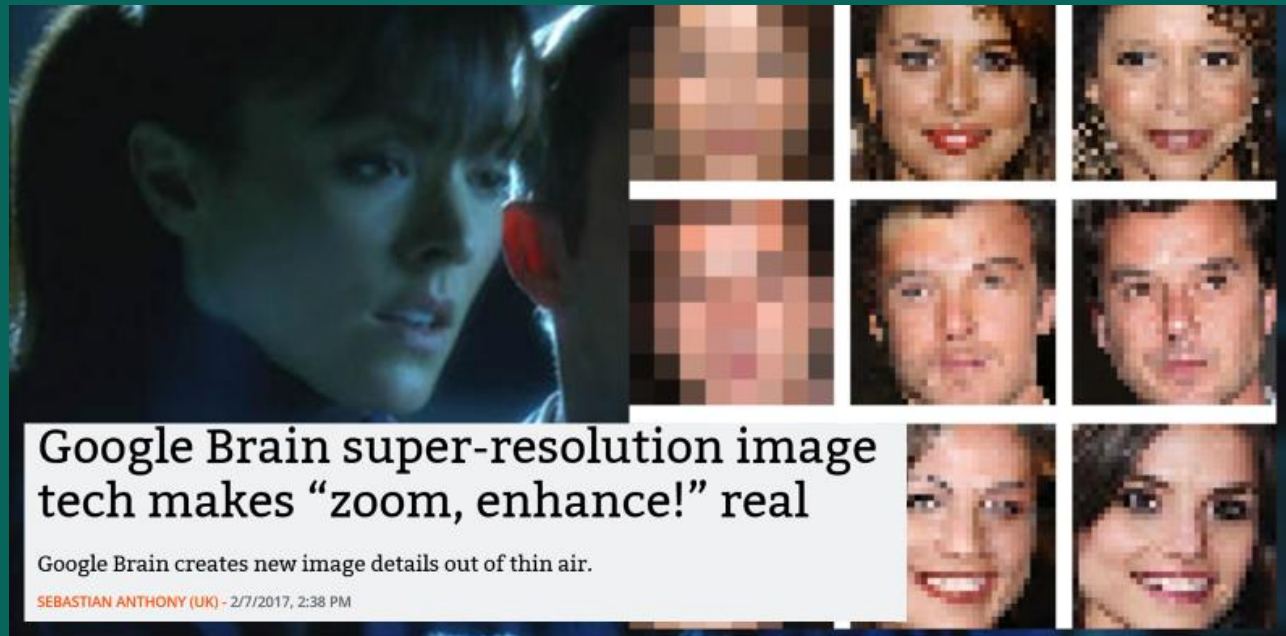 Google Brain super-resolution image
tech makes “zoom, enhance!” real
Google Brain creates new image details out of thin air.
SEBASTIAN ANTHONY (UK) - 2/7/2017, 2:38 PM